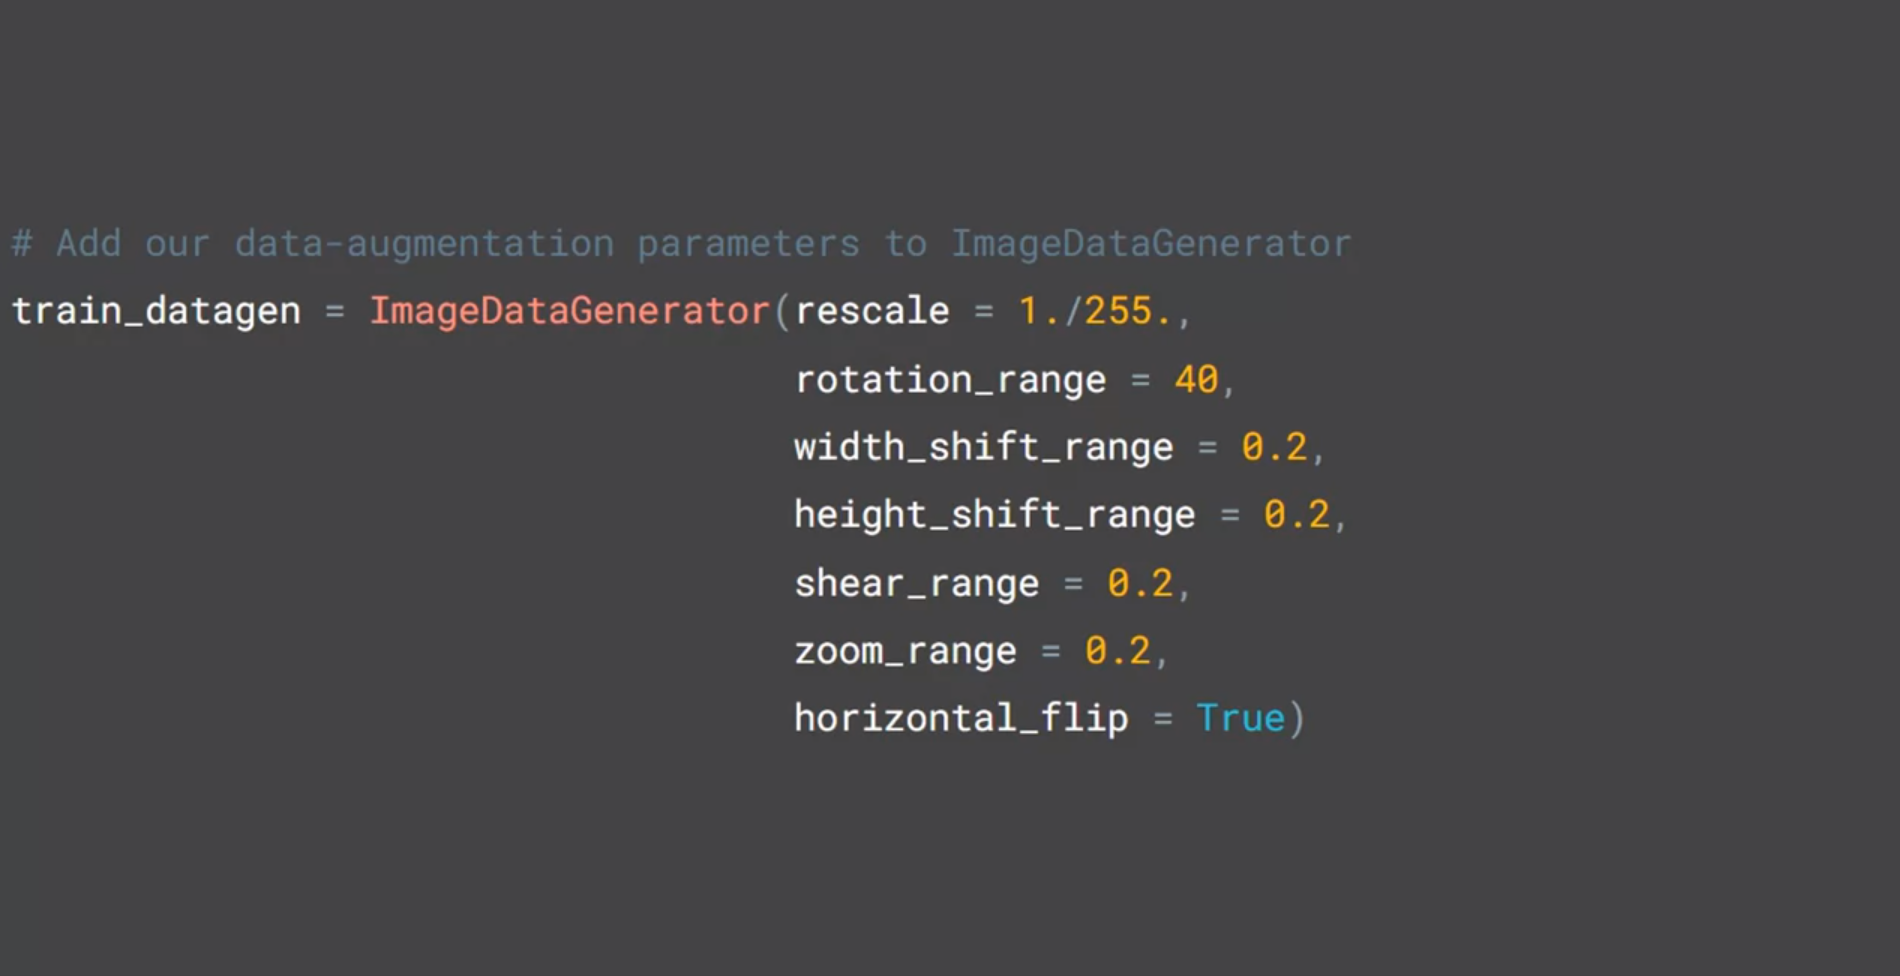 # Add our data-augmentation parameters to ImageDataGenerator
train_datagen = ImageDataGenerator(rescale = 1./255.,
rotation_range = 40,
width_shift_range = 0.2,
height_shift_range = 0.2,
shear_range = 0.2,
zoom_range = 0.2,
horizontal_flip = True)